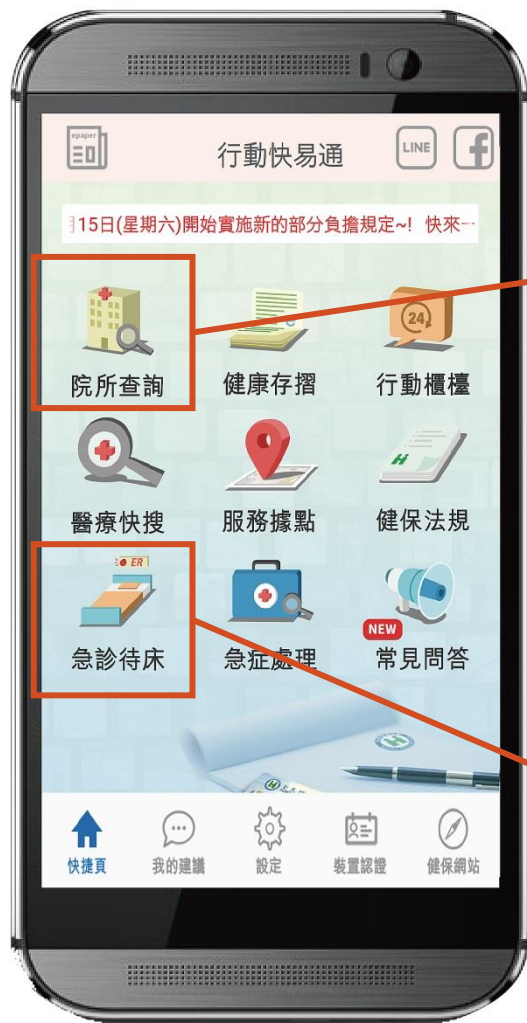 epaper
行動快易通
LINE
15日(星期六)開始實施新的部分負擔規定~! 快來
院所查詢
健康存摺
24
行動櫃檯
醫療快搜
服務據點
健保法規
ER
急診待床
急症處理
NEW
常見問答
快捷頁
我的建議
設定
裝置認證
健保網站